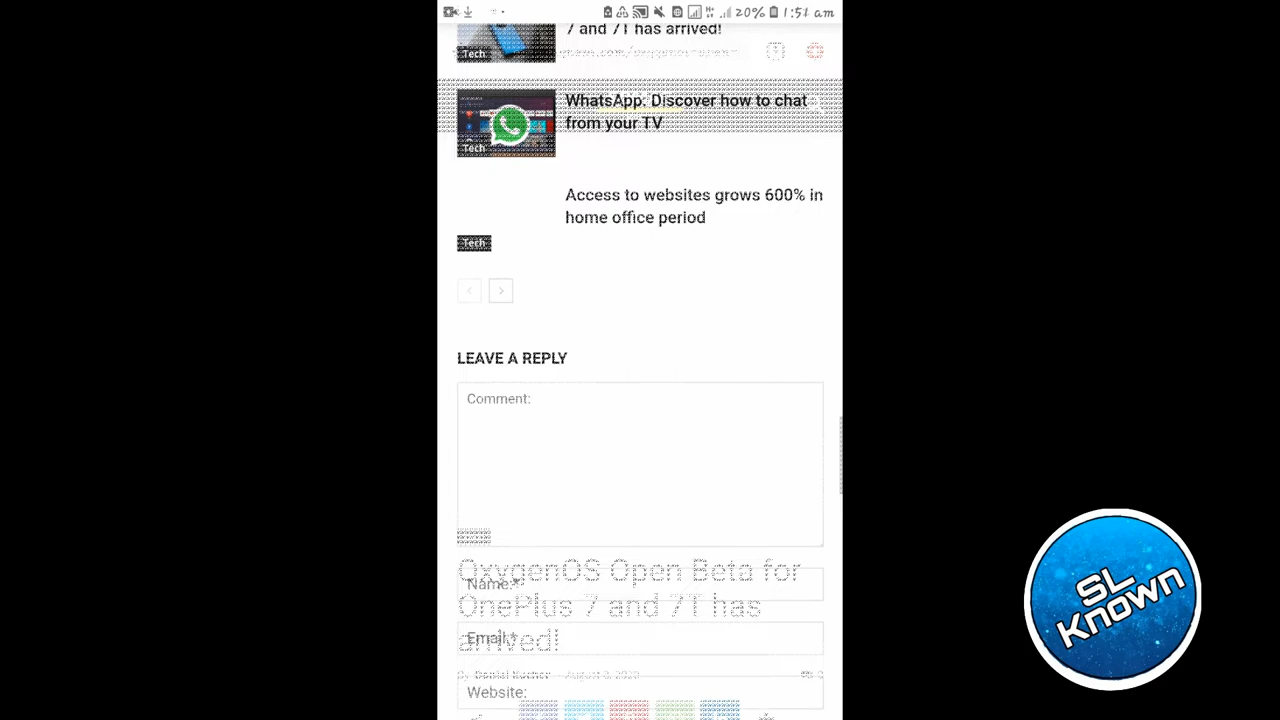 20% 1:51 am
7 and 7T has arrived!
Tech
WhatsApp: Discover how to chat
from your TV
Tech
Access to websites grows 600% in
home office period
Tech
LEAVE A REPLY
Comment:
OxygenOS Open Beta for
Name:*
OnePlus 7 and 7T has
Email:*
arrived!
Website:
SL
Known